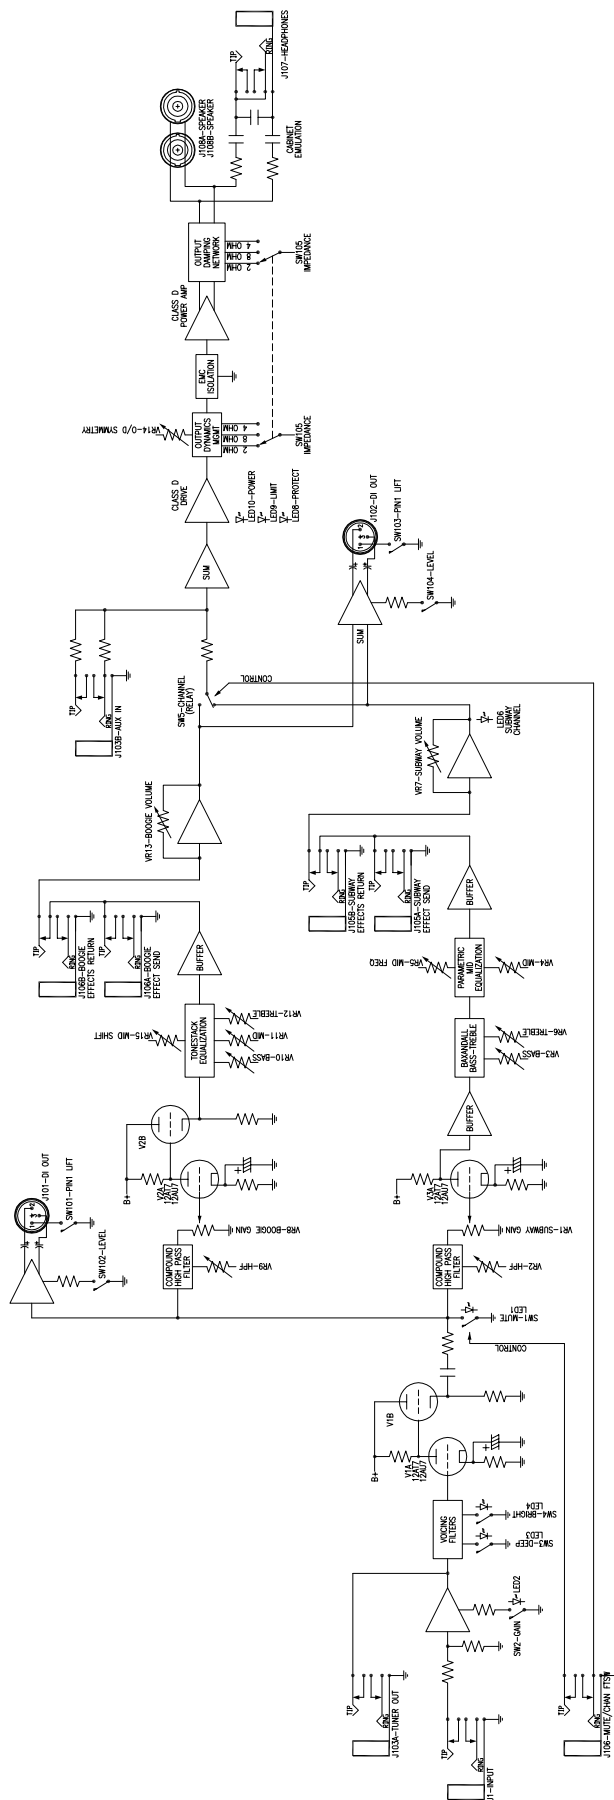 J107-HEADPHONES
TIP
RING
J108A-SPEAKER
J108B-SPEAKER
CABINET
EMULATION
OUTPUT
DAMPING
NETWORK
2 OHM
8 OHM
4 OHM
SW105
IMPEDANCE
CLASS D
POWER AMP
EMC
ISOLATION
VR14-O/D SYMMETRY
OUTPUT
DYNAMICS
MGMT
2 OHM
8 OHM
4 OHM
SW105
IMPEDANCE
CLASS D
DRIVE
LED10-POWER
LED9-LIMIT
LED8-PROTECT
SUM
J102-DI OUT
1
2
3
SW103-PIN1 LIFT
SW104-LEVEL
SUM
TIP
RING
J103B-AUX IN
SW5-CHANNEL
(RELAY)
CONTROL
VR13-BOOGIE VOLUME
VR7-SUBWAY VOLUME
LED6
SUBWAY
CHANNEL
TIP
RING
J106B-BOOGIE
EFFECTS RETURN
TIP
RING
J106A-BOOGIE
EFFECT SEND
TIP
RING
J105B-SUBWAY
EFFECTS RETURN
TIP
RING
J105A-SUBWAY
EFFECT SEND
BUFFER
BUFFER
VR15-MID SHIFT
TONESTACK
EQUALIZATION
VR12-TREBLE
VR11-MID
VR10-BASS
VR5-MID FREQ
PARAMETRIC
MID
EQUALIZATION
VR4-MID
BAXANDALL
BASS-TREBLE
VR6-TREBLE
VR3-BASS
BUFFER
V2B
B+
V2A
12AT7
12AU7
+
B+
V3A
12AT7
12AU7
+
J101-DI OUT
1
2
3
SW101-PIN1 LIFT
SW102-LEVEL
VR8-BOOGIE GAIN
COMPOUND
HIGH PASS
FILTER
VR9-HPF
VR1-SUBWAY GAIN
COMPOUND
HIGH PASS
FILTER
VR2-HPF
LED1
SW1-MUTE
CONTROL
V1B
B+
V1A
12AT7
12AU7
+
VOICING
FILTERS
LED4
SW4-BRIGHT
LED3
SW3-DEEP
LED2
SW2-GAIN
TIP
RING
J103A-TUNER OUT
TIP
RING
J1-INPUT
TIP
RING
J106-MUTE/CHAN FTSW